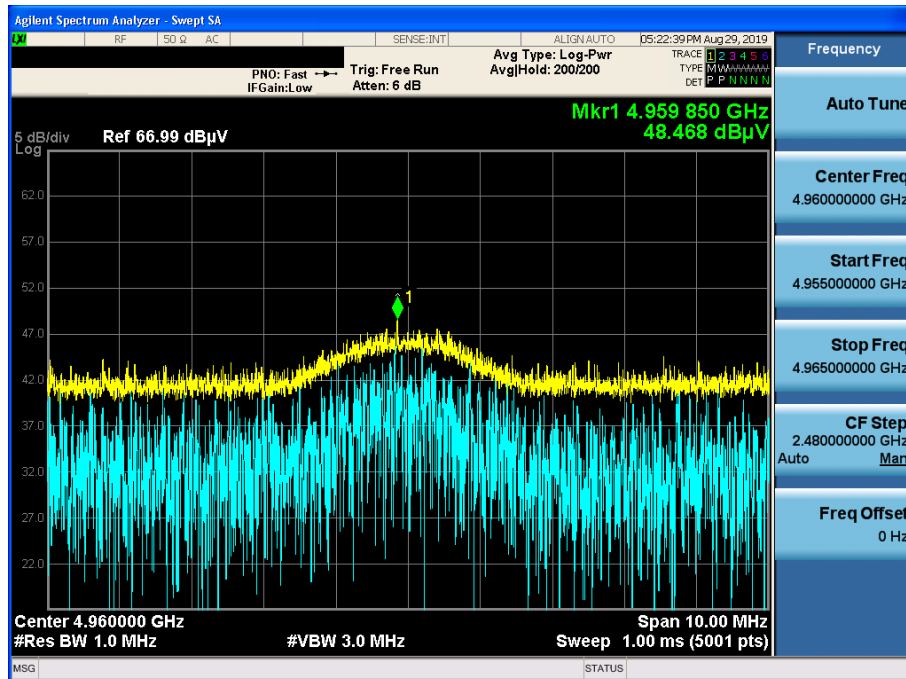 Agilent Spectrum Analyzer - Swept SA
LXI RF 50 Ω AC SENSE:INT ALIGN AUTO 05:22:39 PM Aug 29, 2019
Frequency
PNO: Fast
IFGain:Low
Trig: Free Run
Atten: 6 dB
Avg Type: Log-Pwr
Avg|Hold: 200/200
TRACE 1 2 3 4 5 6
TYPE MWWWWW
DET P P N N N N
Auto Tune
Mkr1 4.959 850 GHz
48.468 dBµV
5 dB/div Ref 66.99 dBµV
Log
62.0
57.0
52.0
47.0
42.0
37.0
32.0
27.0
22.0
1
Center Freq
4.960000000 GHz
Start Freq
4.955000000 GHz
Stop Freq
4.965000000 GHz
CF Step
2.480000000 GHz
Auto Man
Freq Offset
0 Hz
Center 4.960000 GHz Span 10.00 MHz
#Res BW 1.0 MHz #VBW 3.0 MHz Sweep 1.00 ms (5001 pts)
MSG STATUS